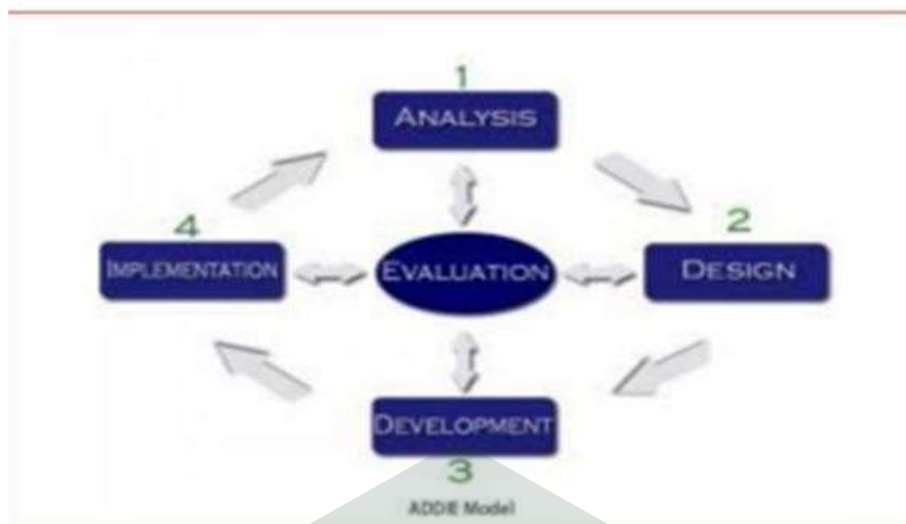 1
ANALYSIS
4
2
IMPLEMENTATION
EVALUATION
DESIGN
DEVELOPMENT
3
ADDIE Model